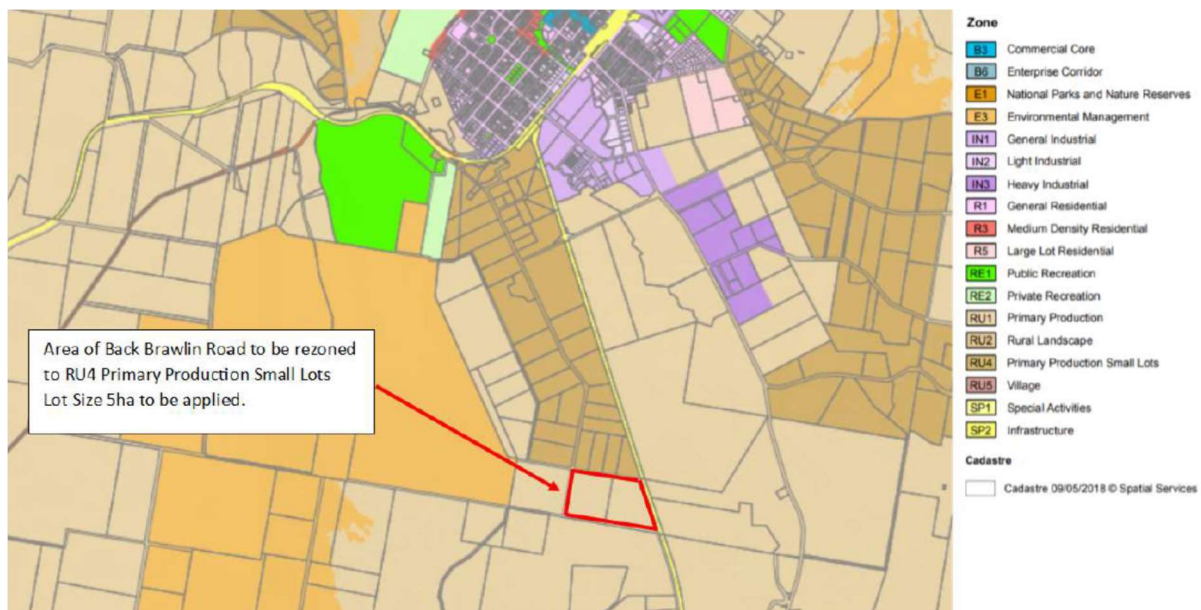 Area of Back Brawlin Road to be rezoned
to RU4 Primary Production Small Lots
Lot Size 5ha to be applied.
Zone
B3 Commercial Core
B6 Enterprise Corridor
E1 National Parks and Nature Reserves
E3 Environmental Management
IN1 General Industrial
IN2 Light Industrial
IN3 Heavy Industrial
R1 General Residential
R3 Medium Density Residential
R5 Large Lot Residential
RE1 Public Recreation
RE2 Private Recreation
RU1 Primary Production
RU2 Rural Landscape
RU4 Primary Production Small Lots
RU5 Village
SP1 Special Activities
SP2 Infrastructure
Cadastre
Cadastre 09/05/2018 © Spatial Services